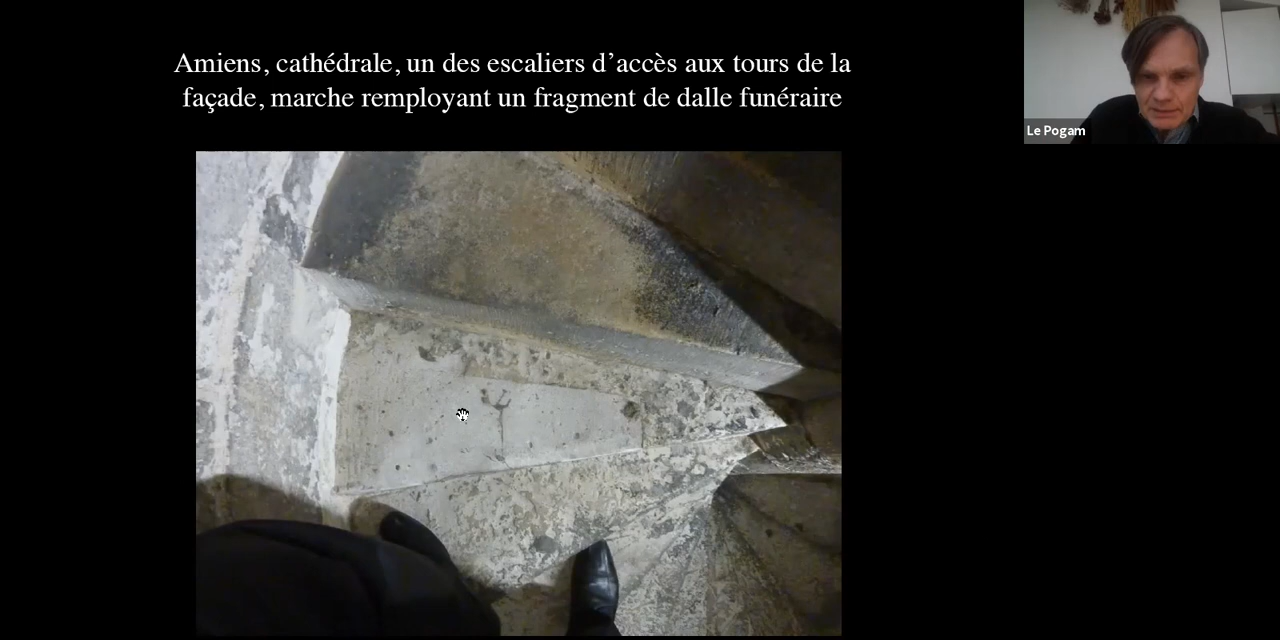 Amiens, cathédrale, un des escaliers d’accès aux tours de la
façade, marche remployant un fragment de dalle funéraire
Le Pogam